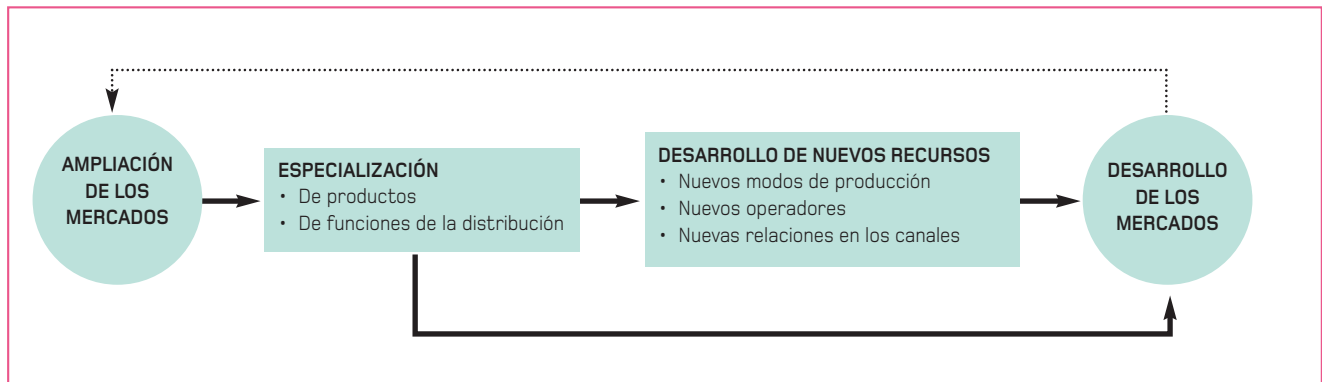 AMPLIACIÓN
DE LOS
MERCADOS
ESPECIALIZACIÓN
• De productos
• De funciones de la distribución
DESARROLLO DE NUEVOS RECURSOS
• Nuevos modos de producción
• Nuevos operadores
• Nuevas relaciones en los canales
DESARROLLO
DE LOS
MERCADOS